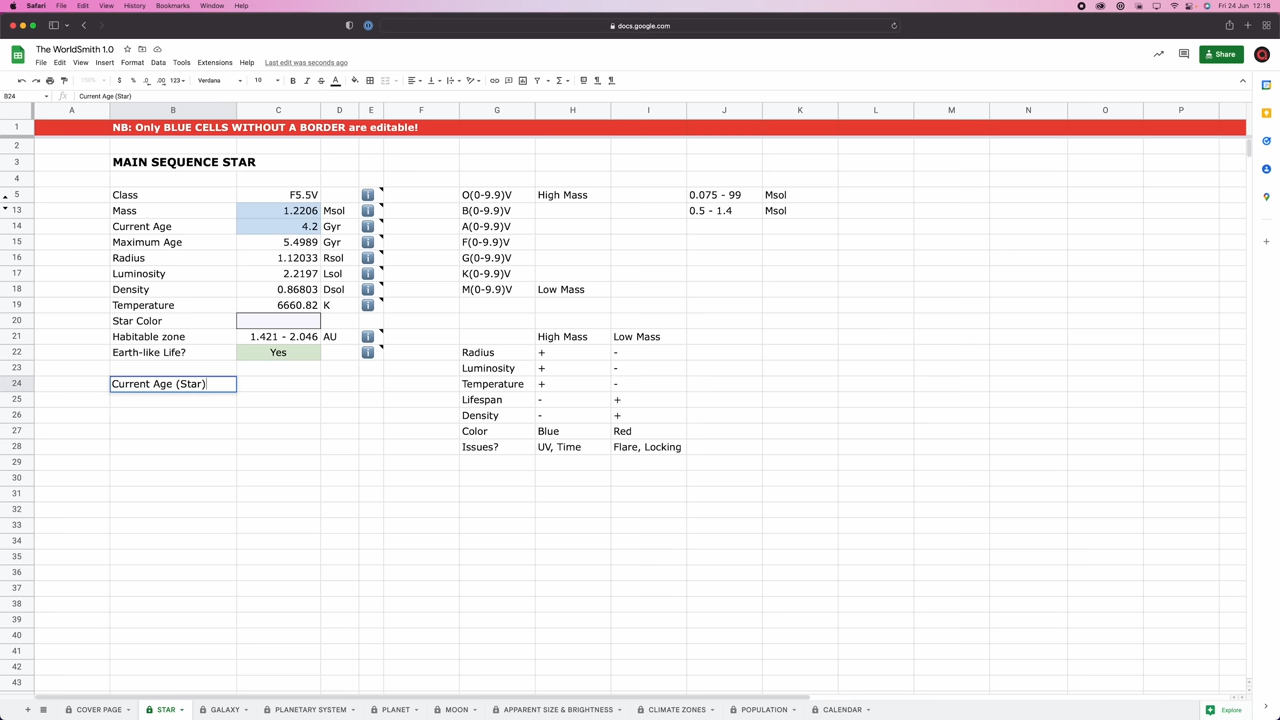 Safari File Edit View History Bookmarks Window Help Fri 24 Jun 12:18
docs.google.com
The WorldSmith 1.0
File Edit View Insert Format Data Tools Extensions Help Last edit was seconds ago
Share
100% $ % .0 .00 123 Verdana 10 B I S A
B24 fx Current Age (Star)
A B C D E F G H I J K L M N O P
1 NB: Only BLUE CELLS WITHOUT A BORDER are editable!
2
3 MAIN SEQUENCE STAR
4
5 Class F5.5V O(0-9.9)V High Mass 0.075 - 99 Msol
13 Mass 1.2206 Msol B(0-9.9)V 0.5 - 1.4 Msol
14 Current Age 4.2 Gyr A(0-9.9)V
15 Maximum Age 5.4989 Gyr F(0-9.9)V
16 Radius 1.12033 Rsol G(0-9.9)V
17 Luminosity 2.2197 Lsol K(0-9.9)V
18 Density 0.86803 Dsol M(0-9.9)V Low Mass
19 Temperature 6660.82 K
20 Star Color
21 Habitable zone 1.421 - 2.046 AU High Mass Low Mass
22 Earth-like Life? Yes Radius + -
23 Luminosity + -
24 Current Age (Star) Temperature + -
25 Lifespan - +
26 Density - +
27 Color Blue Red
28 Issues? UV, Time Flare, Locking
29
30
31
32
33
34
35
36
37
38
39
40
41
42
43
COVER PAGE STAR GALAXY PLANETARY SYSTEM PLANET MOON APPARENT SIZE & BRIGHTNESS CLIMATE ZONES POPULATION CALENDAR Explore